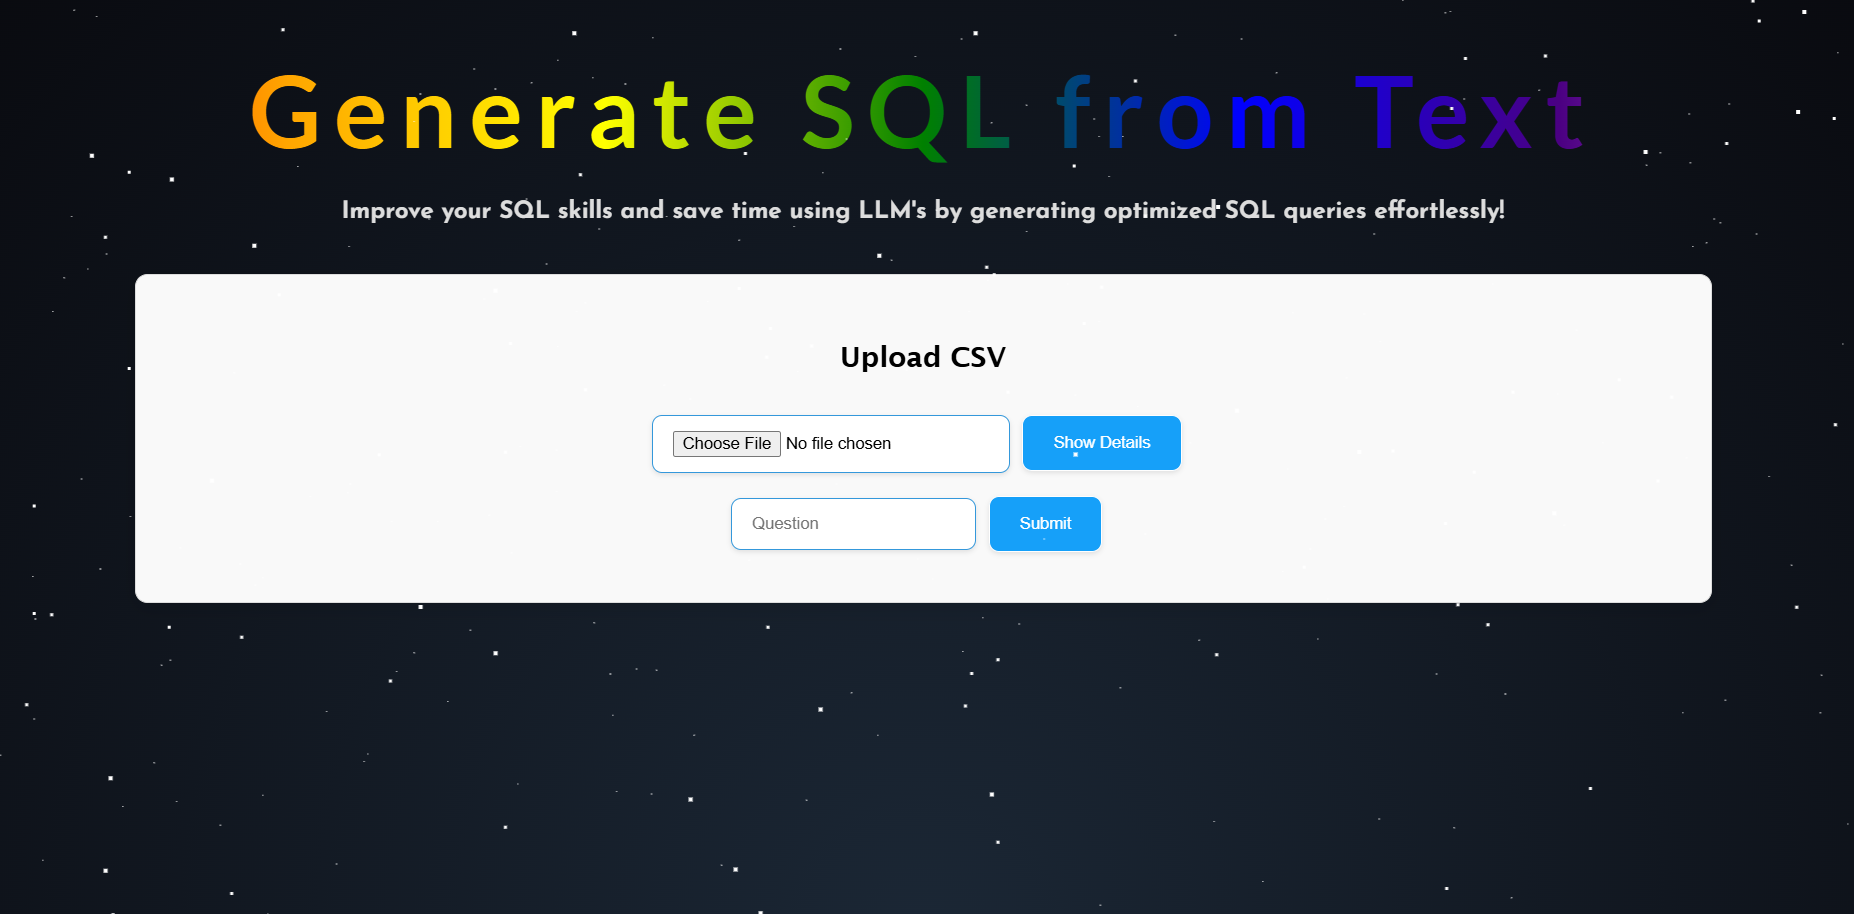 Generate SQL from Text
Improve your SQL skills and save time using LLM's by generating optimized SQL queries effortlessly!
Upload CSV
Choose File No file chosen Show Details
Question Submit